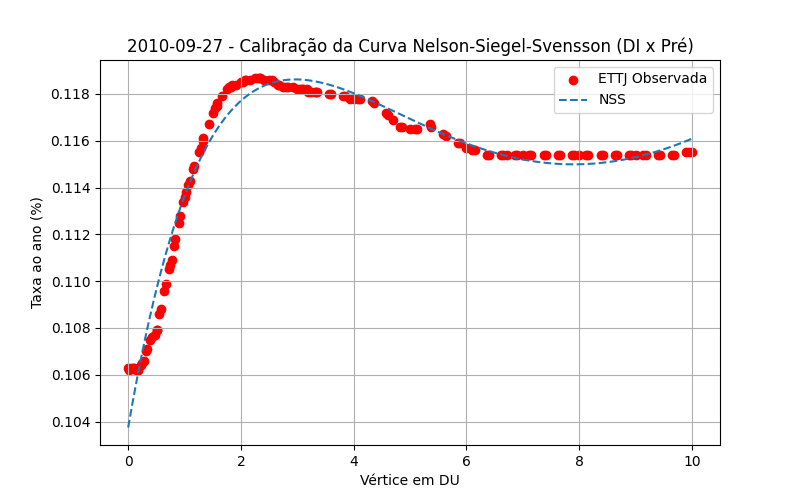 2010-09-27 - Calibração da Curva Nelson-Siegel-Svensson (DI x Pré)
ETTJ Observada
NSS
Taxa ao ano (%)
0.118
0.116
0.114
0.112
0.110
0.108
0.106
0.104
0 2 4 6 8 10
Vértice em DU